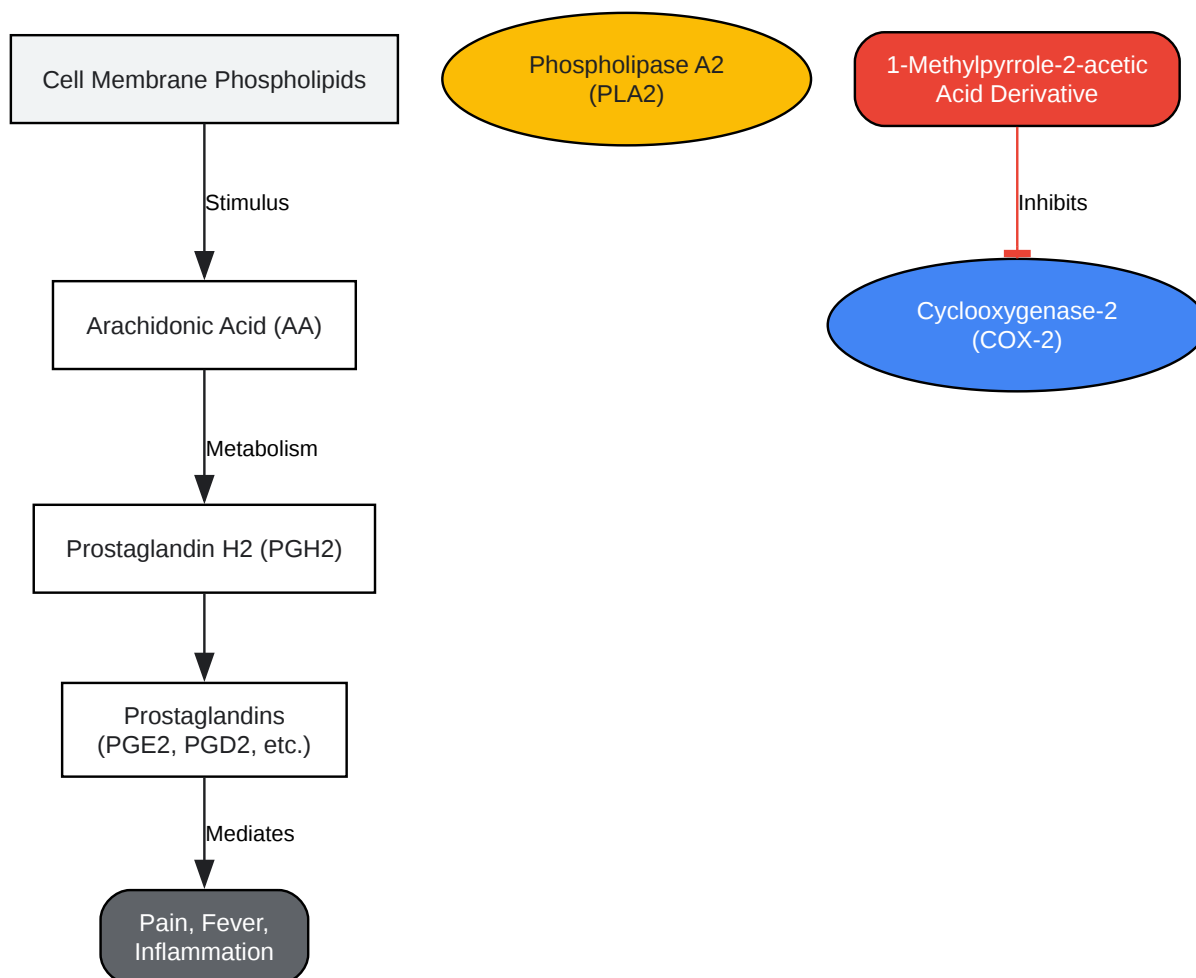 Cell Membrane Phospholipids
Phospholipase A2
(PLA2)
1-Methylpyrrole-2-acetic
Acid Derivative
Stimulus
Inhibits
Arachidonic Acid (AA)
Cyclooxygenase-2
(COX-2)
Metabolism
Prostaglandin H2 (PGH2)
Prostaglandins
(PGE2, PGD2, etc.)
Mediates
Pain, Fever,
Inflammation